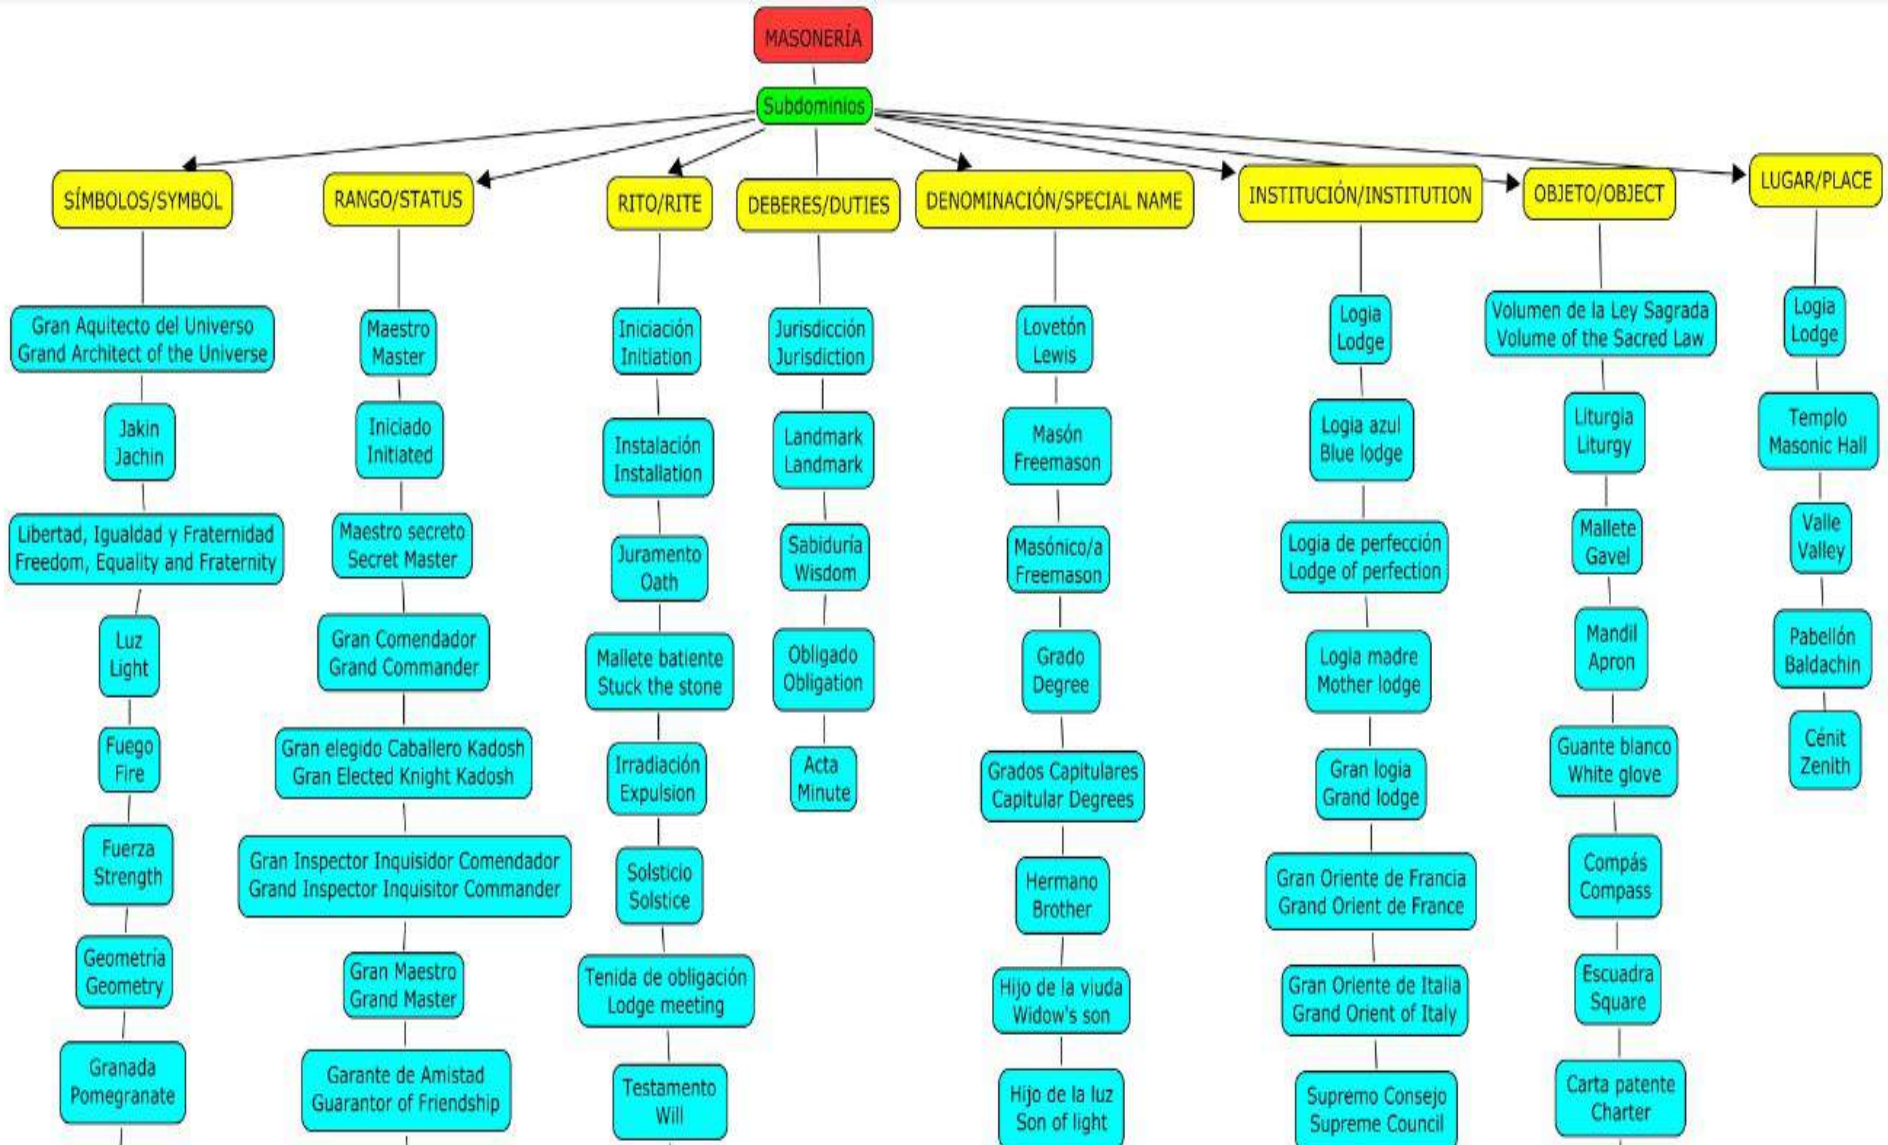 MASONERÍA
Subdominios
SÍMBOLOS/SYMBOL
Gran Aquitecto del Universo
Grand Architect of the Universe
Jakin
Jachin
Libertad, Igualdad y Fraternidad
Freedom, Equality and Fraternity
Luz
Light
Fuego
Fire
Fuerza
Strength
Geometría
Geometry
Granada
Pomegranate
RANGO/STATUS
Maestro
Master
Iniciado
Initiated
Maestro secreto
Secret Master
Gran Comendador
Grand Commander
Gran elegido Caballero Kadosh
Gran Elected Knight Kadosh
Gran Inspector Inquisidor Comendador
Grand Inspector Inquisitor Commander
Gran Maestro
Grand Master
Garante de Amistad
Guarantor of Friendship
RITO/RITE
Iniciación
Initiation
Instalación
Installation
Juramento
Oath
Mallete batiente
Stuck the stone
Irradiación
Expulsion
Solsticio
Solstice
Tenida de obligación
Lodge meeting
Testamento
Will
DEBERES/DUTIES
Jurisdicción
Jurisdiction
Landmark
Landmark
Sabiduría
Wisdom
Obligado
Obligation
Acta
Minute
DENOMINACIÓN/SPECIAL NAME
Lovetón
Lewis
Masón
Freemason
Masónico/a
Freemason
Grado
Degree
Grados Capitulares
Capitular Degrees
Hermano
Brother
Hijo de la viuda
Widow's son
Hijo de la luz
Son of light
INSTITUCIÓN/INSTITUTION
Logia
Lodge
Logia azul
Blue lodge
Logia de perfección
Lodge of perfection
Logia madre
Mother lodge
Gran logia
Grand lodge
Gran Oriente de Francia
Grand Orient de France
Gran Oriente de Italia
Grand Orient of Italy
Supremo Consejo
Supreme Council
OBJETO/OBJECT
Volumen de la Ley Sagrada
Volume of the Sacred Law
Liturgia
Liturgy
Mallete
Gavel
Mandil
Apron
Guante blanco
White glove
Compás
Compass
Escuadra
Square
Carta patente
Charter
LUGAR/PLACE
Logia
Lodge
Templo
Masonic Hall
Valle
Valley
Pabellón
Baldachin
Cénit
Zenith